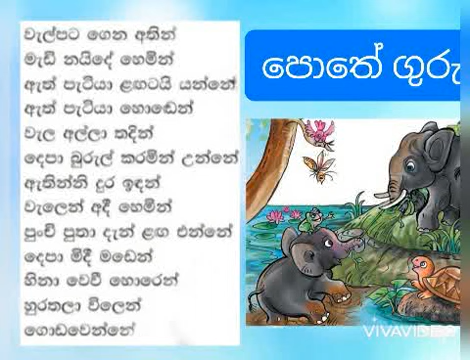 වැල්පට ගෙන අතින්
මැඩි නයිදේ හෙමින්
ඇත් පැටියා ළඟටයි යන්නේ
ඇත් පැටියා හොඬෙන්
වැල අල්ලා තදින්
දෙපා බුරුල් කරමින් උන්නේ
ඇතින්නි දුර ඉඳන්
වැලෙන් අදී හෙමින්
පුංචි පුතා දැන් ළඟ එන්නේ
දෙපා මිදී මඩෙන්
හිනා වෙවී හොරෙන්
හුරතලා විලෙන්
ගොඩවෙන්නේ
පොතේ ගුරු
VIVAVIDEO